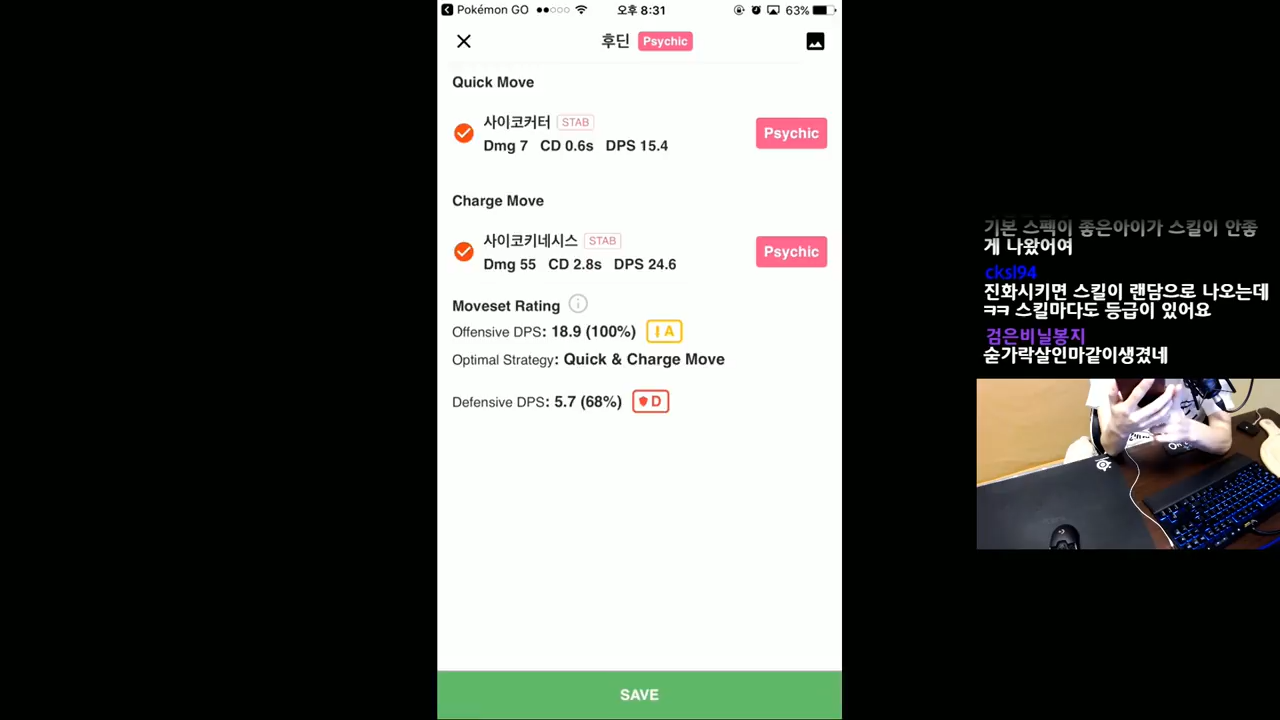 Pokémon GO
오후 8:31
63%
후딘 Psychic
Quick Move
사이코커터 STAB
Dmg 7 CD 0.6s DPS 15.4
Psychic
Charge Move
사이코키네시스 STAB
Dmg 55 CD 2.8s DPS 24.6
Psychic
Moveset Rating
Offensive DPS: 18.9 (100%) A
Optimal Strategy: Quick & Charge Move
Defensive DPS: 5.7 (68%) D
SAVE
기본 스펙이 좋은아이가 스킬이 안좋
게 나왔어여
cksl94
진화시키면 스킬이 랜담으로 나오는데
ㅋㅋ 스킬마다도 등급이 있어요
검은비닐봉지
숟가락살인마같이생겼네